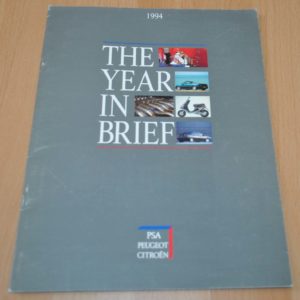 1994
THE
YEAR
IN
BRIEF
PSA
PEUGEOT
CITROËN